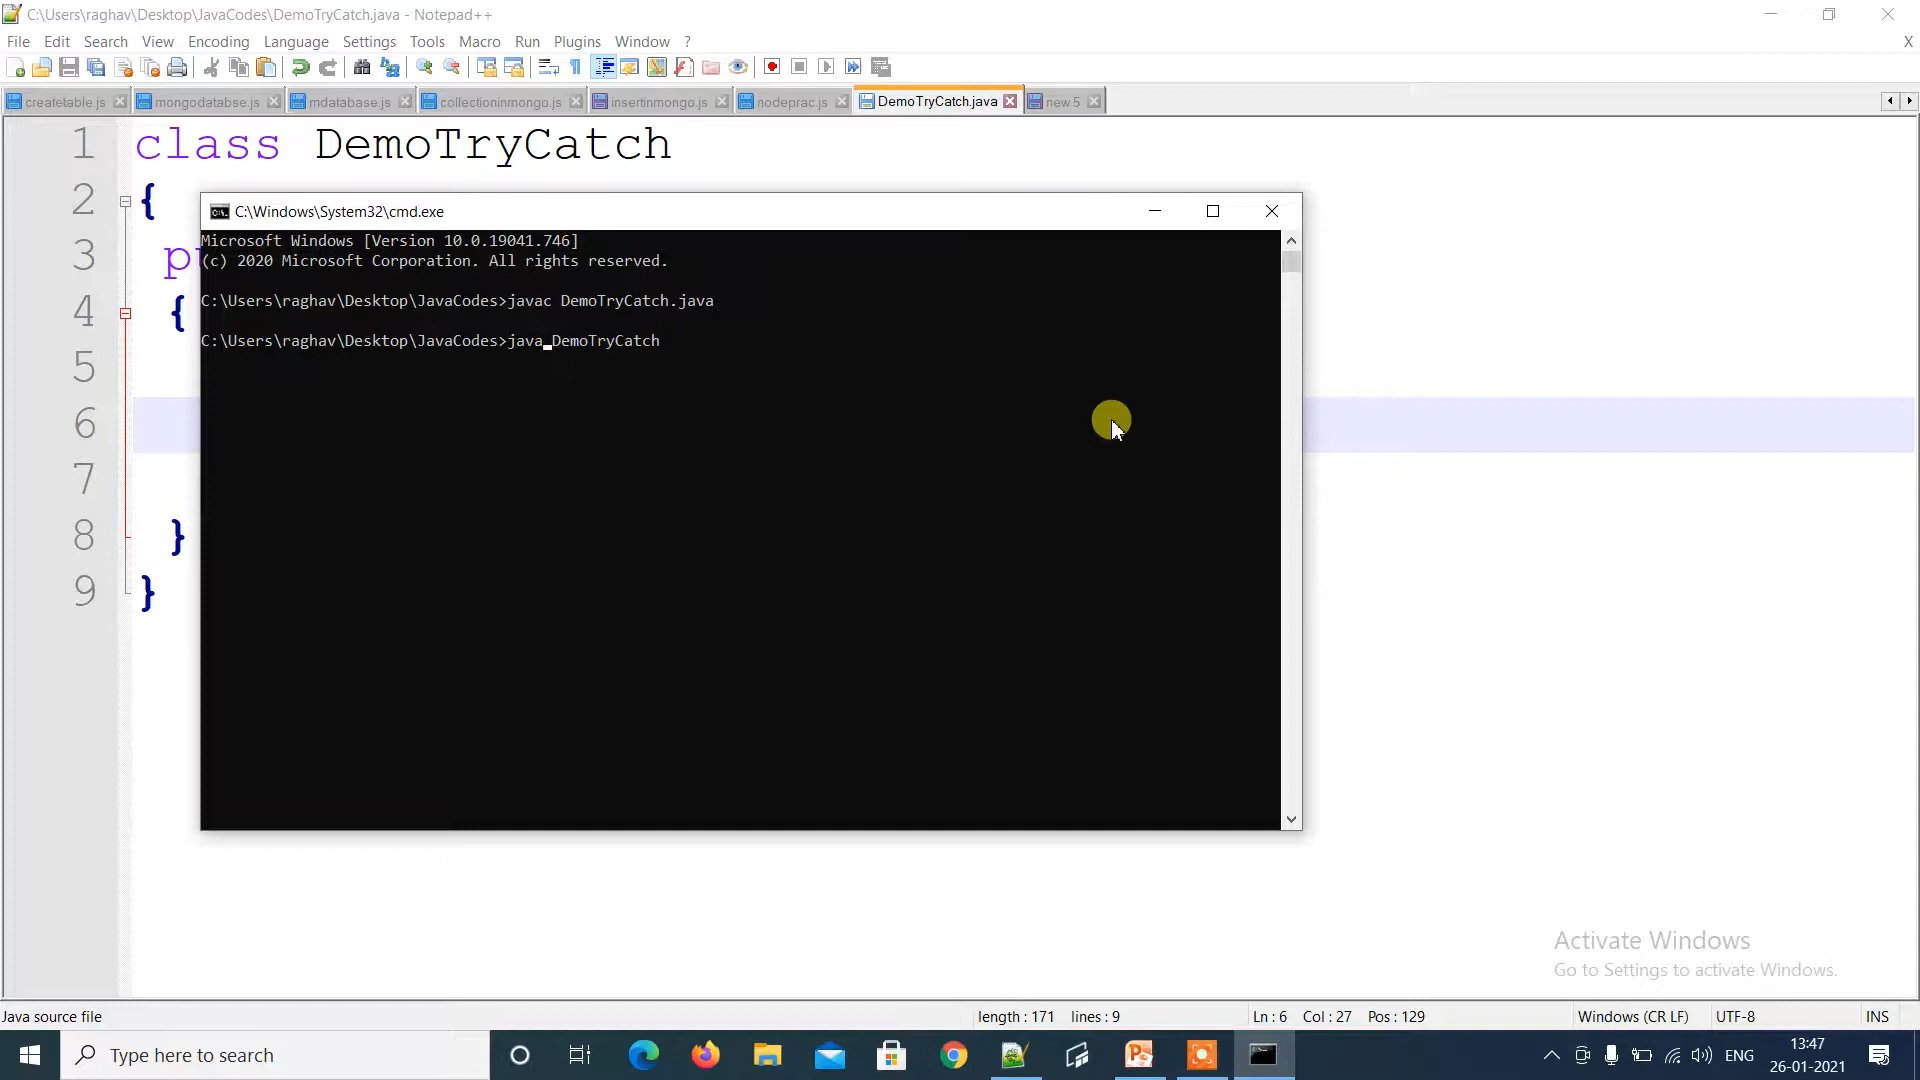 C:\Users\raghav\Desktop\JavaCodes\DemoTryCatch.java - Notepad++
File Edit Search View Encoding Language Settings Tools Macro Run Plugins Window ? X
createtable.js mongodatabse.js mdatabase.js collectioninmongo.js insertinmongo.js nodeprac.js DemoTryCatch.java new 5
1 class DemoTryCatch
2 {
3 pu
4 {
5
6
7
8 }
9 }
C:\Windows\System32\cmd.exe
Microsoft Windows [Version 10.0.19041.746]
(c) 2020 Microsoft Corporation. All rights reserved.
C:\Users\raghav\Desktop\JavaCodes>javac DemoTryCatch.java
C:\Users\raghav\Desktop\JavaCodes>java DemoTryCatch
Activate Windows
Go to Settings to activate Windows.
Java source file length : 171 lines : 9 Ln : 6 Col : 27 Pos : 129 Windows (CR LF) UTF-8 INS
Type here to search ENG 13:47
26-01-2021